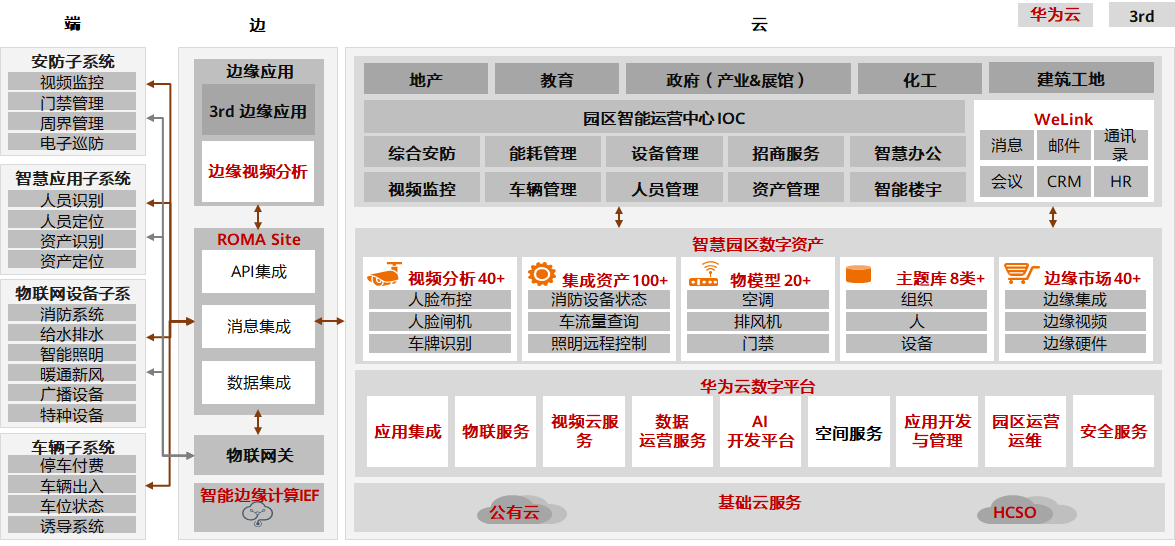 端
边
云
华为云
3rd
安防子系统
视频监控
门禁管理
周界管理
电子巡防
智慧应用子系统
人员识别
人员定位
资产识别
资产定位
物联网设备子系
消防系统
给水排水
智能照明
暖通新风
广播设备
特种设备
车辆子系统
停车付费
车辆出入
车位状态
诱导系统
边缘应用
3rd 边缘应用
边缘视频分析
ROMA Site
API集成
消息集成
数据集成
物联网关
智能边缘计算IEF
地产
教育
政府（产业&展馆）
化工
建筑工地
园区智能运营中心 IOC
综合安防
能耗管理
设备管理
招商服务
智慧办公
视频监控
车辆管理
人员管理
资产管理
智能楼宇
WeLink
消息
邮件
通讯
录
会议
CRM
HR
智慧园区数字资产
视频分析 40+
人脸布控
人脸闸机
车牌识别
集成资产 100+
消防设备状态
车流量查询
照明远程控制
物模型 20+
空调
排风机
门禁
主题库 8类+
组织
人
设备
边缘市场 40+
边缘集成
边缘视频
边缘硬件
华为云数字平台
应用集成
物联服务
视频云服
务
数据
运营服务
AI
开发平台
空间服务
应用开发
与管理
园区运营
运维
安全服务
基础云服务
公有云
HCSO